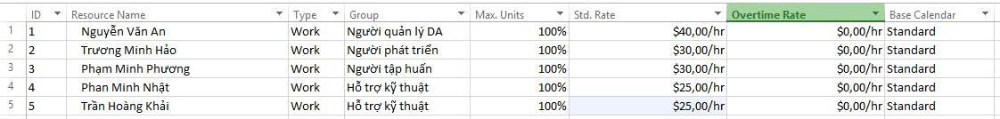 ID Resource Name Type Group Max. Units Std. Rate Overtime Rate Base Calendar
1 1 Nguyễn Văn An Work Người quản lý DA 100% $40,00/hr $0,00/hr Standard
2 2 Trương Minh Hảo Work Người phát triển 100% $30,00/hr $0,00/hr Standard
3 3 Phạm Minh Phương Work Người tập huấn 100% $30,00/hr $0,00/hr Standard
4 4 Phan Minh Nhật Work Hỗ trợ kỹ thuật 100% $25,00/hr $0,00/hr Standard
5 5 Trần Hoàng Khải Work Hỗ trợ kỹ thuật 100% $25,00/hr $0,00/hr Standard